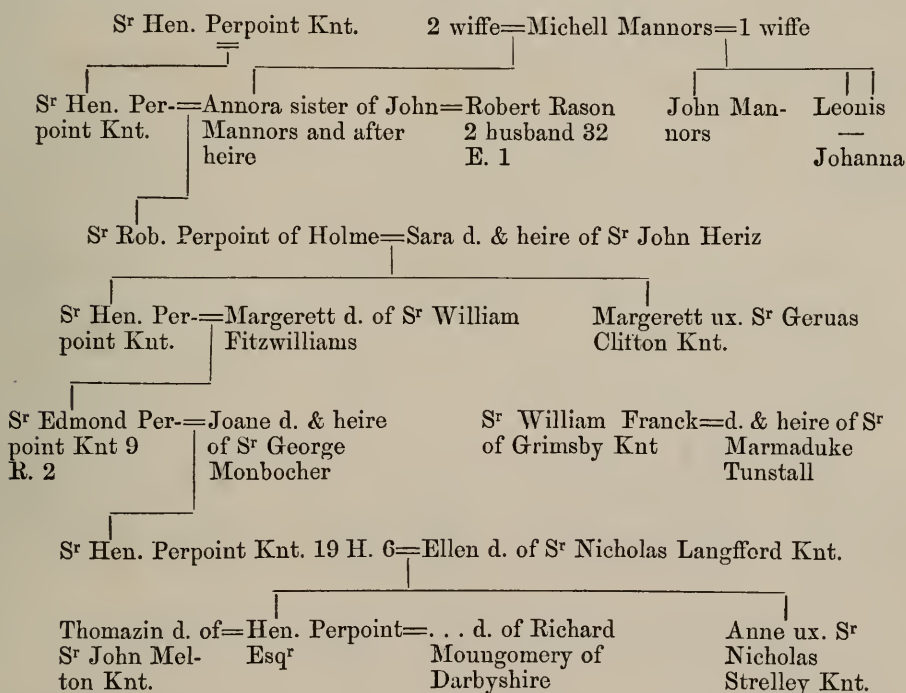 Sʳ Hen. Perpoint Knt. 2 wiffe=Michell Mannors=1 wiffe
Sʳ Hen. Per-=Annora sister of John=Robert Rason John Man- Leonis
point Knt. Mannors and after 2 husband 32 nors —
heire E. 1 Johanna
Sʳ Rob. Perpoint of Holme=Sara d. & heire of Sʳ John Heriz
Sʳ Hen. Per-=Margerett d. of Sʳ William Margerett ux. Sʳ Geruas
point Knt. Fitzwilliams Clifton Knt.
Sʳ Edmond Per-=Joane d. & heire Sʳ William Franck=d. & heire of Sʳ
point Knt 9 of Sʳ George of Grimsby Knt Marmaduke
R. 2 Monbocher Tunstall
Sʳ Hen. Perpoint Knt. 19 H. 6=Ellen d. of Sʳ Nicholas Langfford Knt.
Thomazin d. of=Hen. Perpoint=. . . d. of Richard Anne ux. Sʳ
Sʳ John Mel- Esqʳ Moungomery of Nicholas
ton Knt. Darbyshire Strelley Knt.